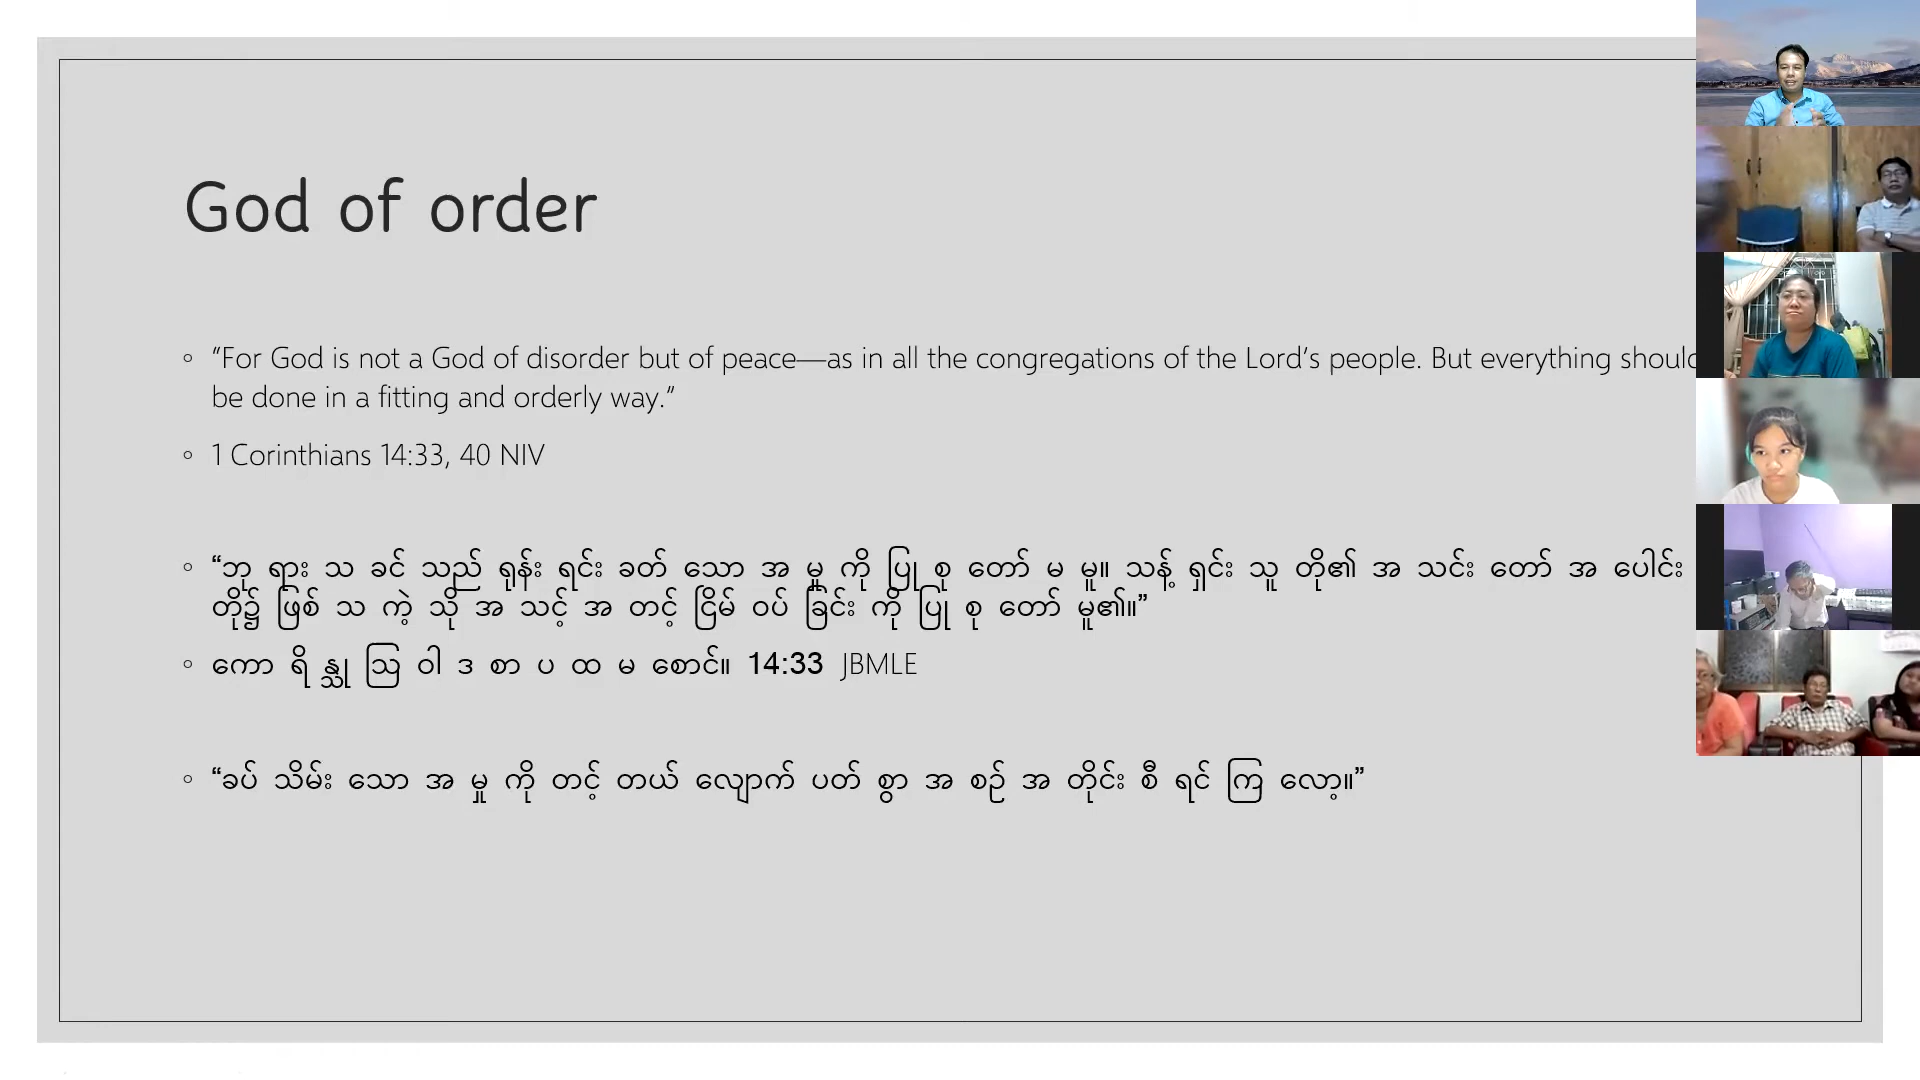 God of order
“For God is not a God of disorder but of peace—as in all the congregations of the Lord’s people. But everything should
be done in a fitting and orderly way.”
1 Corinthians 14:33, 40 NIV
“ဘု ရား သ ခင် သည် ရုန်း ရင်း ခတ် သော အ မှု ကို ပြု စု တော် မ မူ။ သန့် ရှင်း သူ တို့၏ အ သင်း တော် အ ပေါင်း
တို့၌ ဖြစ် သ ကဲ့ သို့ အ သင့် အ တင့် ငြိမ် ဝပ် ခြင်း ကို ပြု စု တော် မူ၏။”
ကော ရိ န္သု ဩ ဝါ ဒ စာ ပ ထ မ စောင်။ 14:33 JBMLE
“ခပ် သိမ်း သော အ မှု ကို တင့် တယ် လျောက် ပတ် စွာ အ စဉ် အ တိုင်း စီ ရင် ကြ လော့။”